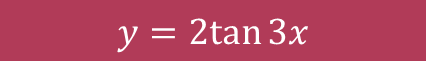 y = 2tan 3x